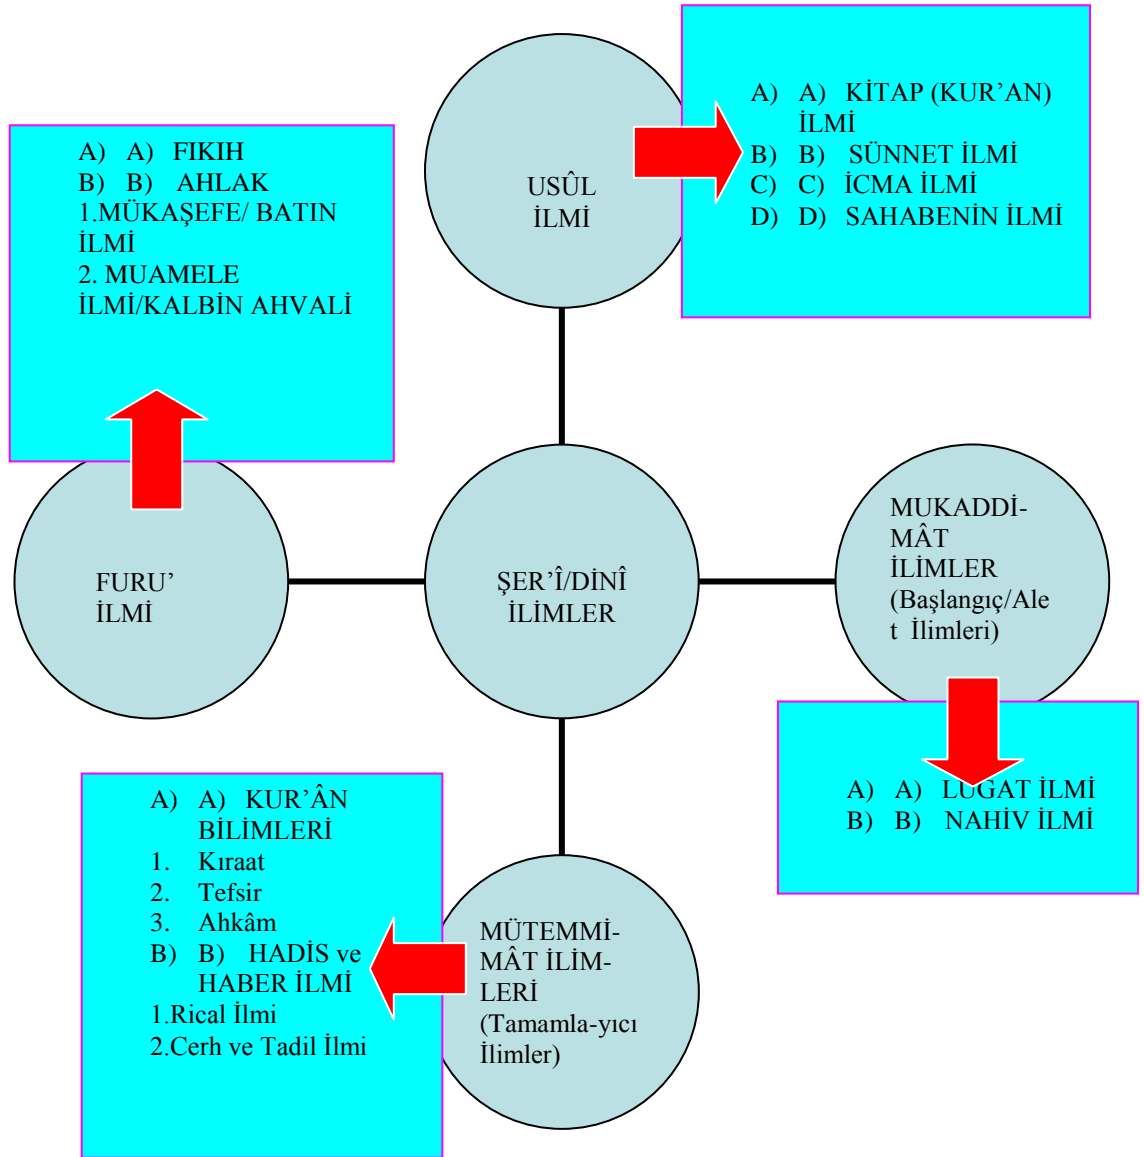 USÛL
İLMİ
A) A) KİTAP (KUR’AN)
İLMİ
B) B) SÜNNET İLMİ
C) C) İCMA İLMİ
D) D) SAHABENİN İLMİ
A) A) FIKIH
B) B) AHLAK
1.MÜKAŞEFE/ BATIN
İLMİ
2. MUAMELE
İLMİ/KALBİN AHVALİ
FURU’
İLMİ
ŞER’Î/DİNÎ
İLİMLER
MUKADDİ-
MÂT
İLİMLER
(Başlangıç/Ale
t İlimleri)
A) A) LUGAT İLMİ
B) B) NAHİV İLMİ
A) A) KUR’ÂN
BİLİMLERİ
1. Kıraat
2. Tefsir
3. Ahkâm
B) B) HADİS ve
HABER İLMİ
1.Rical İlmi
2.Cerh ve Tadil İlmi
MÜTEMMİ-
MÂT İLİM-
LERİ
(Tamamla-yıcı
İlimler)